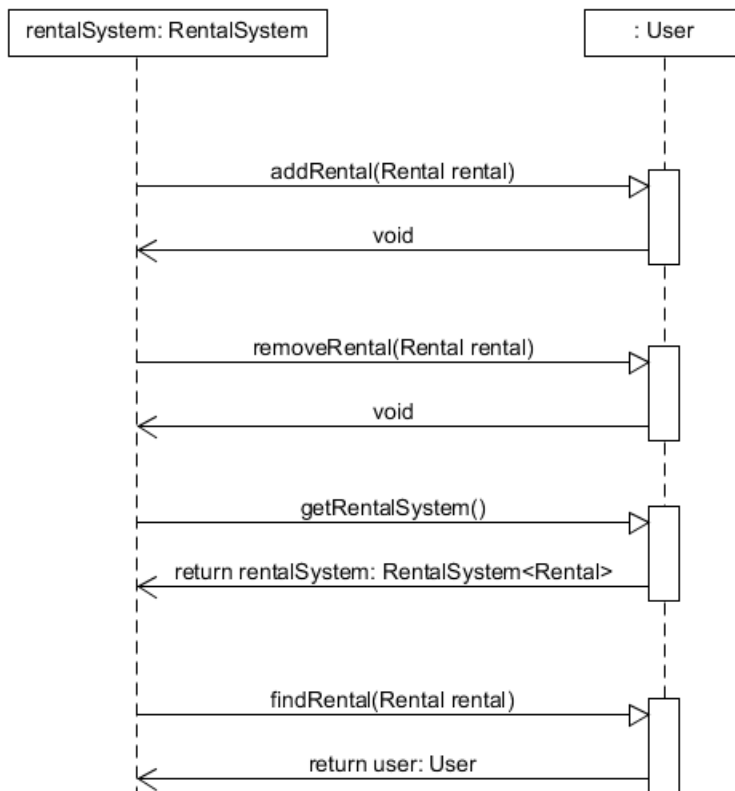 rentalSystem: RentalSystem
: User
addRental(Rental rental)
void
removeRental(Rental rental)
void
getRentalSystem()
return rentalSystem: RentalSystem<Rental>
findRental(Rental rental)
return user: User